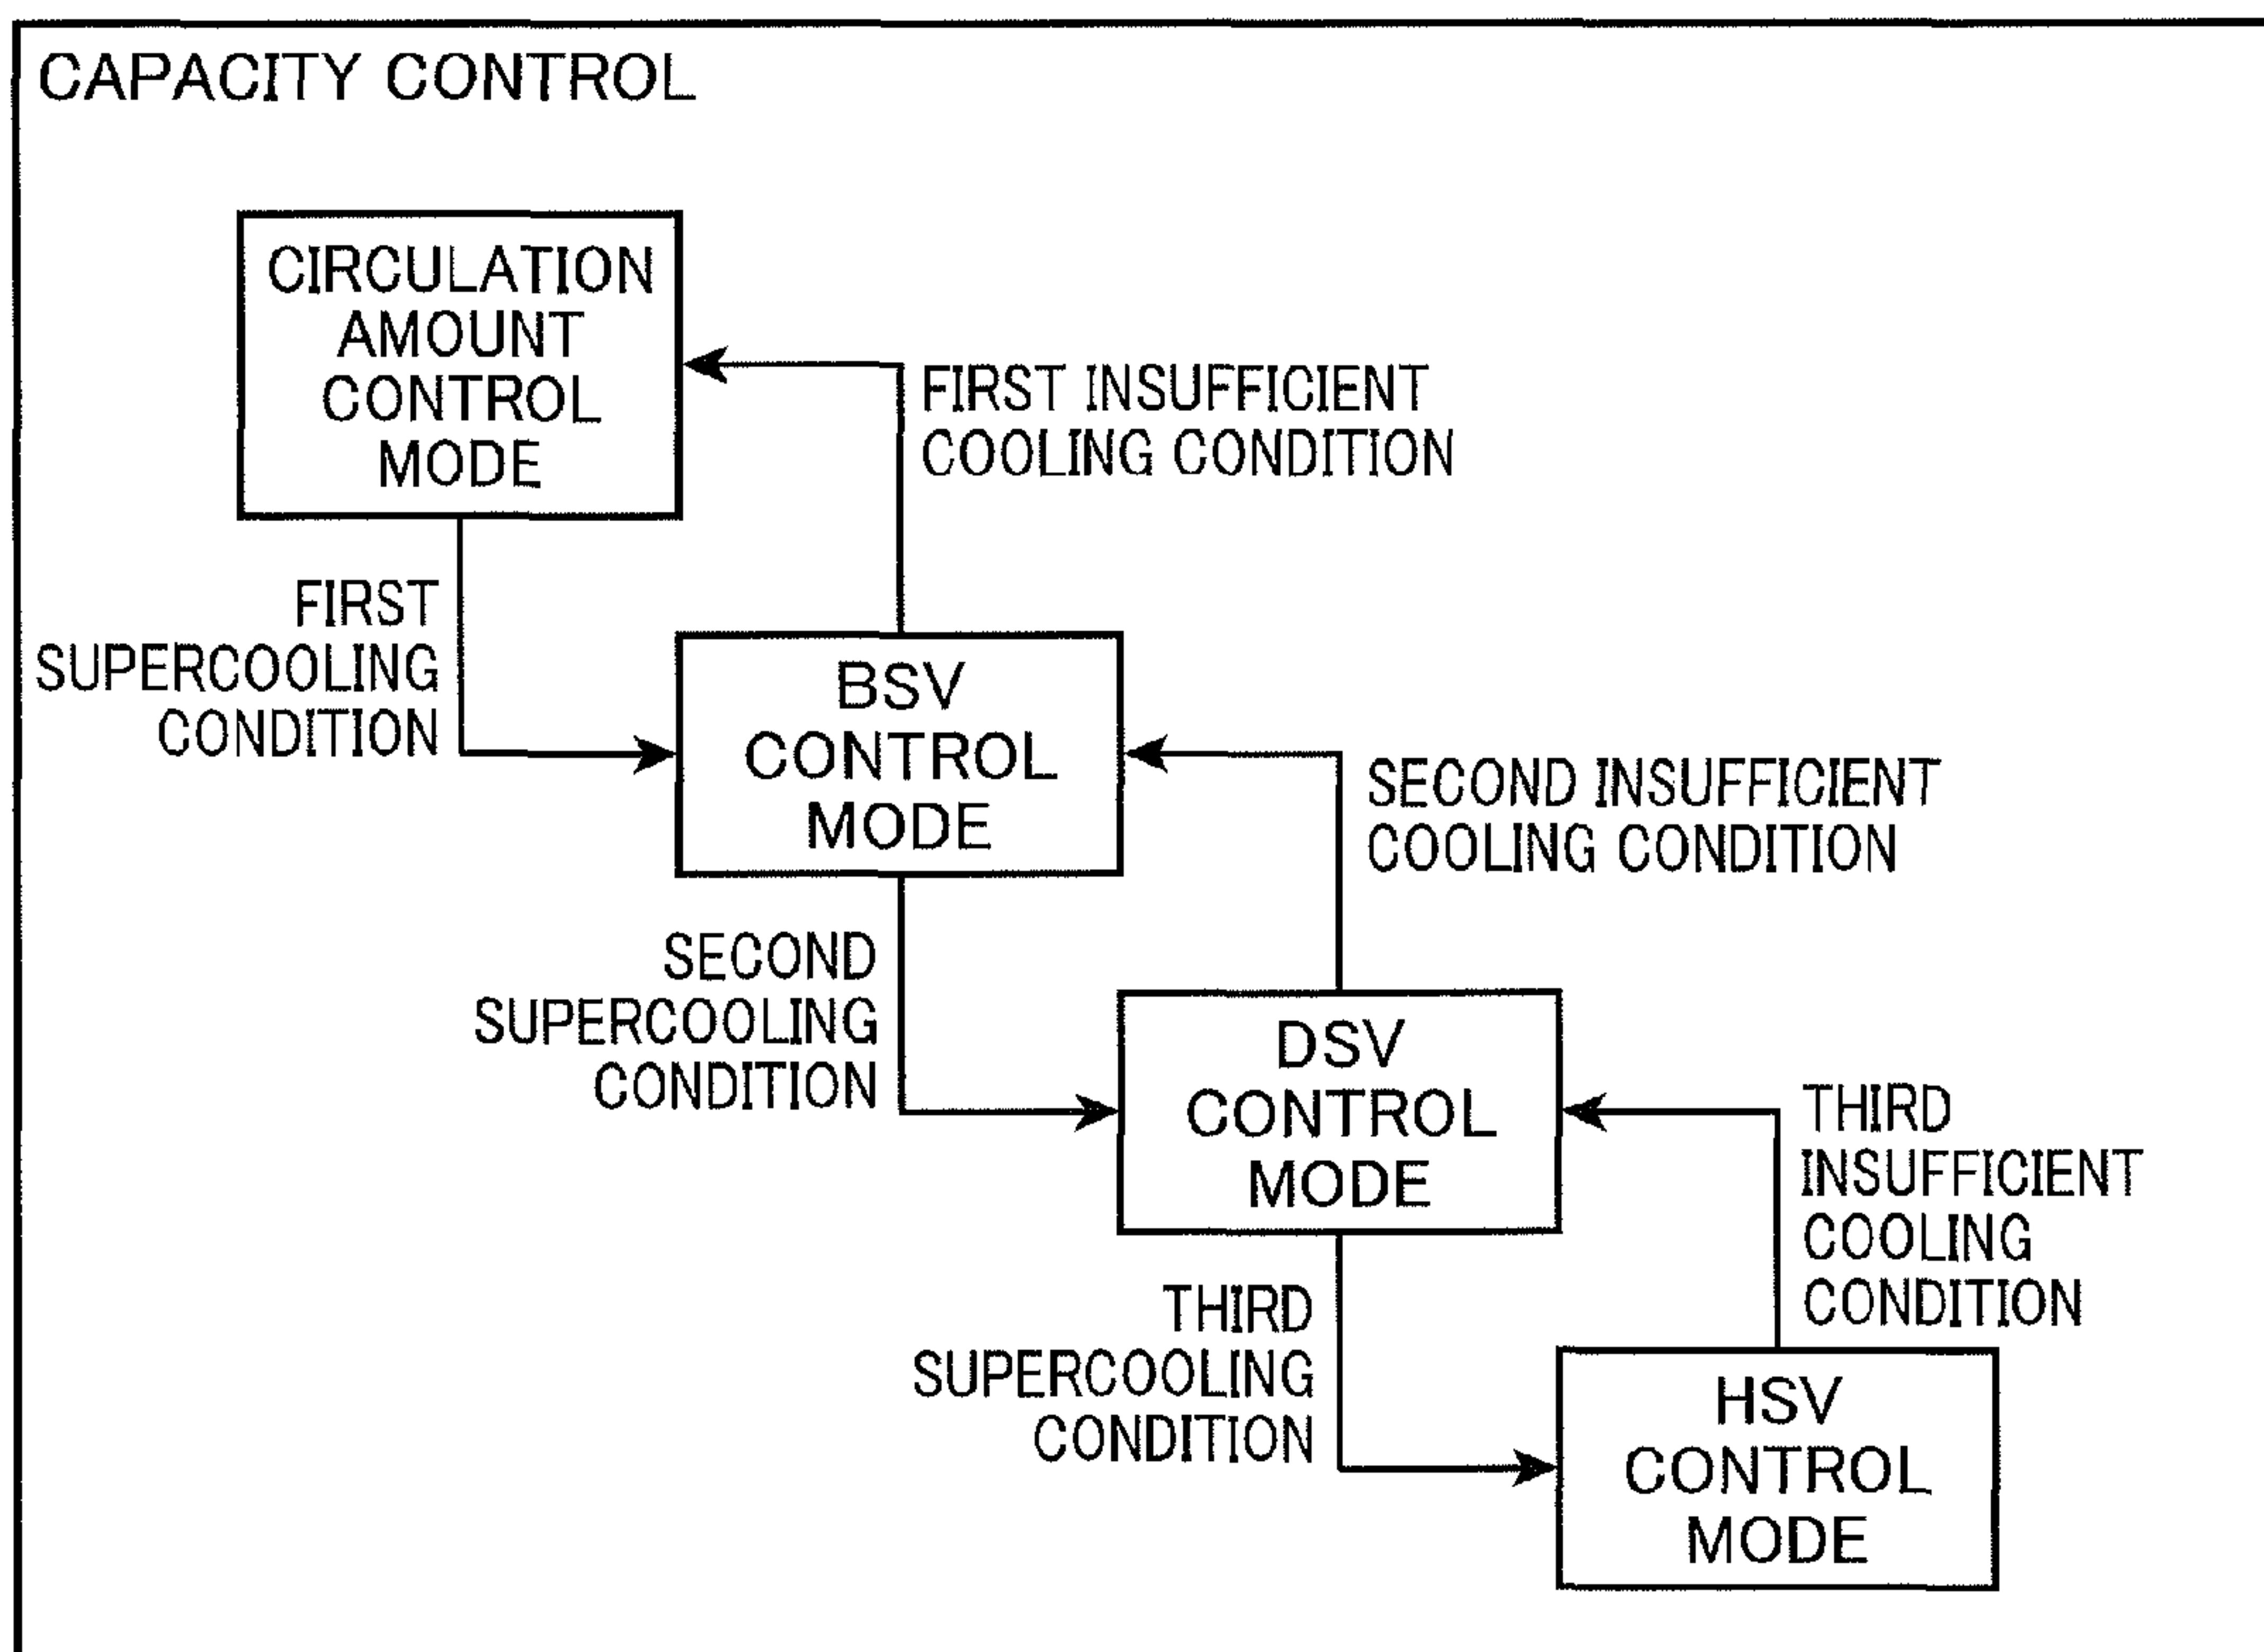 CAPACITY CONTROL
CIRCULATION
AMOUNT
CONTROL
MODE
FIRST INSUFFICIENT
COOLING CONDITION
FIRST
SUPERCOOLING
CONDITION
BSV
CONTROL
MODE
SECOND INSUFFICIENT
COOLING CONDITION
SECOND
SUPERCOOLING
CONDITION
DSV
CONTROL
MODE
THIRD
INSUFFICIENT
COOLING
CONDITION
THIRD
SUPERCOOLING
CONDITION
HSV
CONTROL
MODE